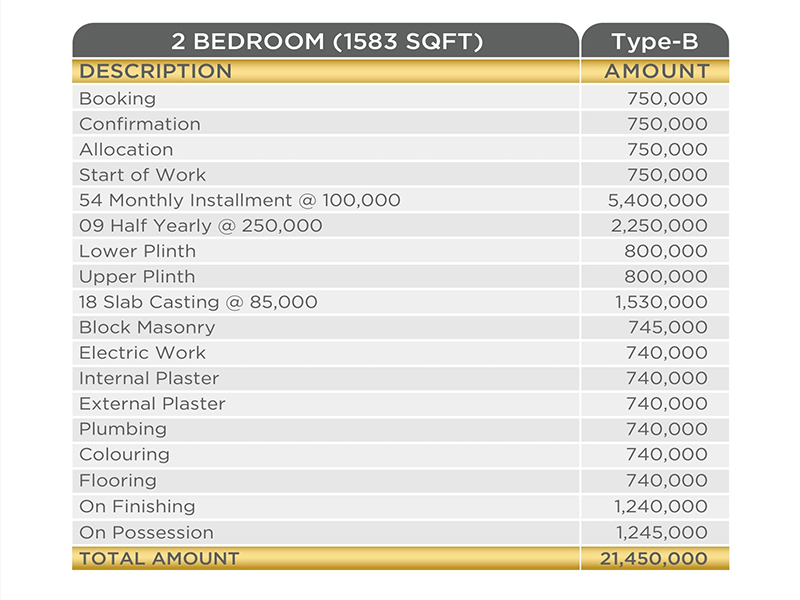 2 BEDROOM (1583 SQFT) Type-B
DESCRIPTION AMOUNT
Booking 750,000
Confirmation 750,000
Allocation 750,000
Start of Work 750,000
54 Monthly Installment @ 100,000 5,400,000
09 Half Yearly @ 250,000 2,250,000
Lower Plinth 800,000
Upper Plinth 800,000
18 Slab Casting @ 85,000 1,530,000
Block Masonry 745,000
Electric Work 740,000
Internal Plaster 740,000
External Plaster 740,000
Plumbing 740,000
Colouring 740,000
Flooring 740,000
On Finishing 1,240,000
On Possession 1,245,000
TOTAL AMOUNT 21,450,000